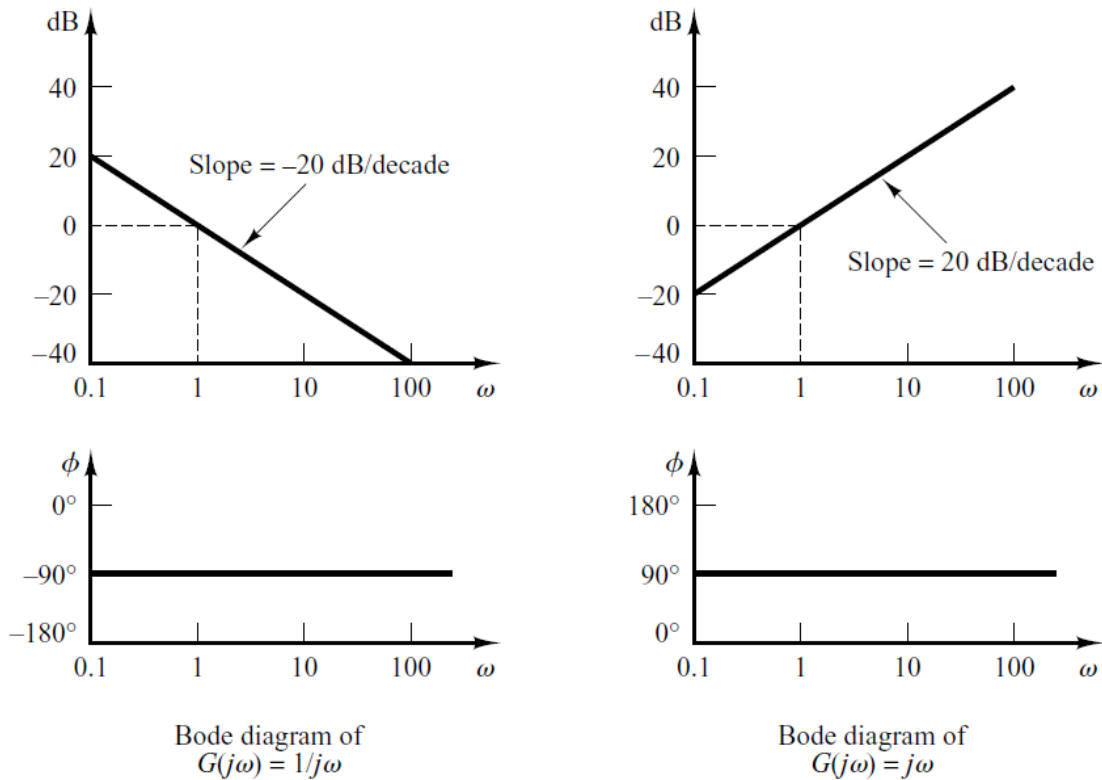 dB
40
20
0
–20
–40
Slope = –20 dB/decade
0.1 1 10 100 ω
dB
40
20
0
–20
–40
Slope = 20 dB/decade
0.1 1 10 100 ω
ϕ
0°
–90°
–180°
0.1 1 10 100 ω
ϕ
180°
90°
0°
0.1 1 10 100 ω
Bode diagram of
G(jω) = 1/jω
Bode diagram of
G(jω) = jω